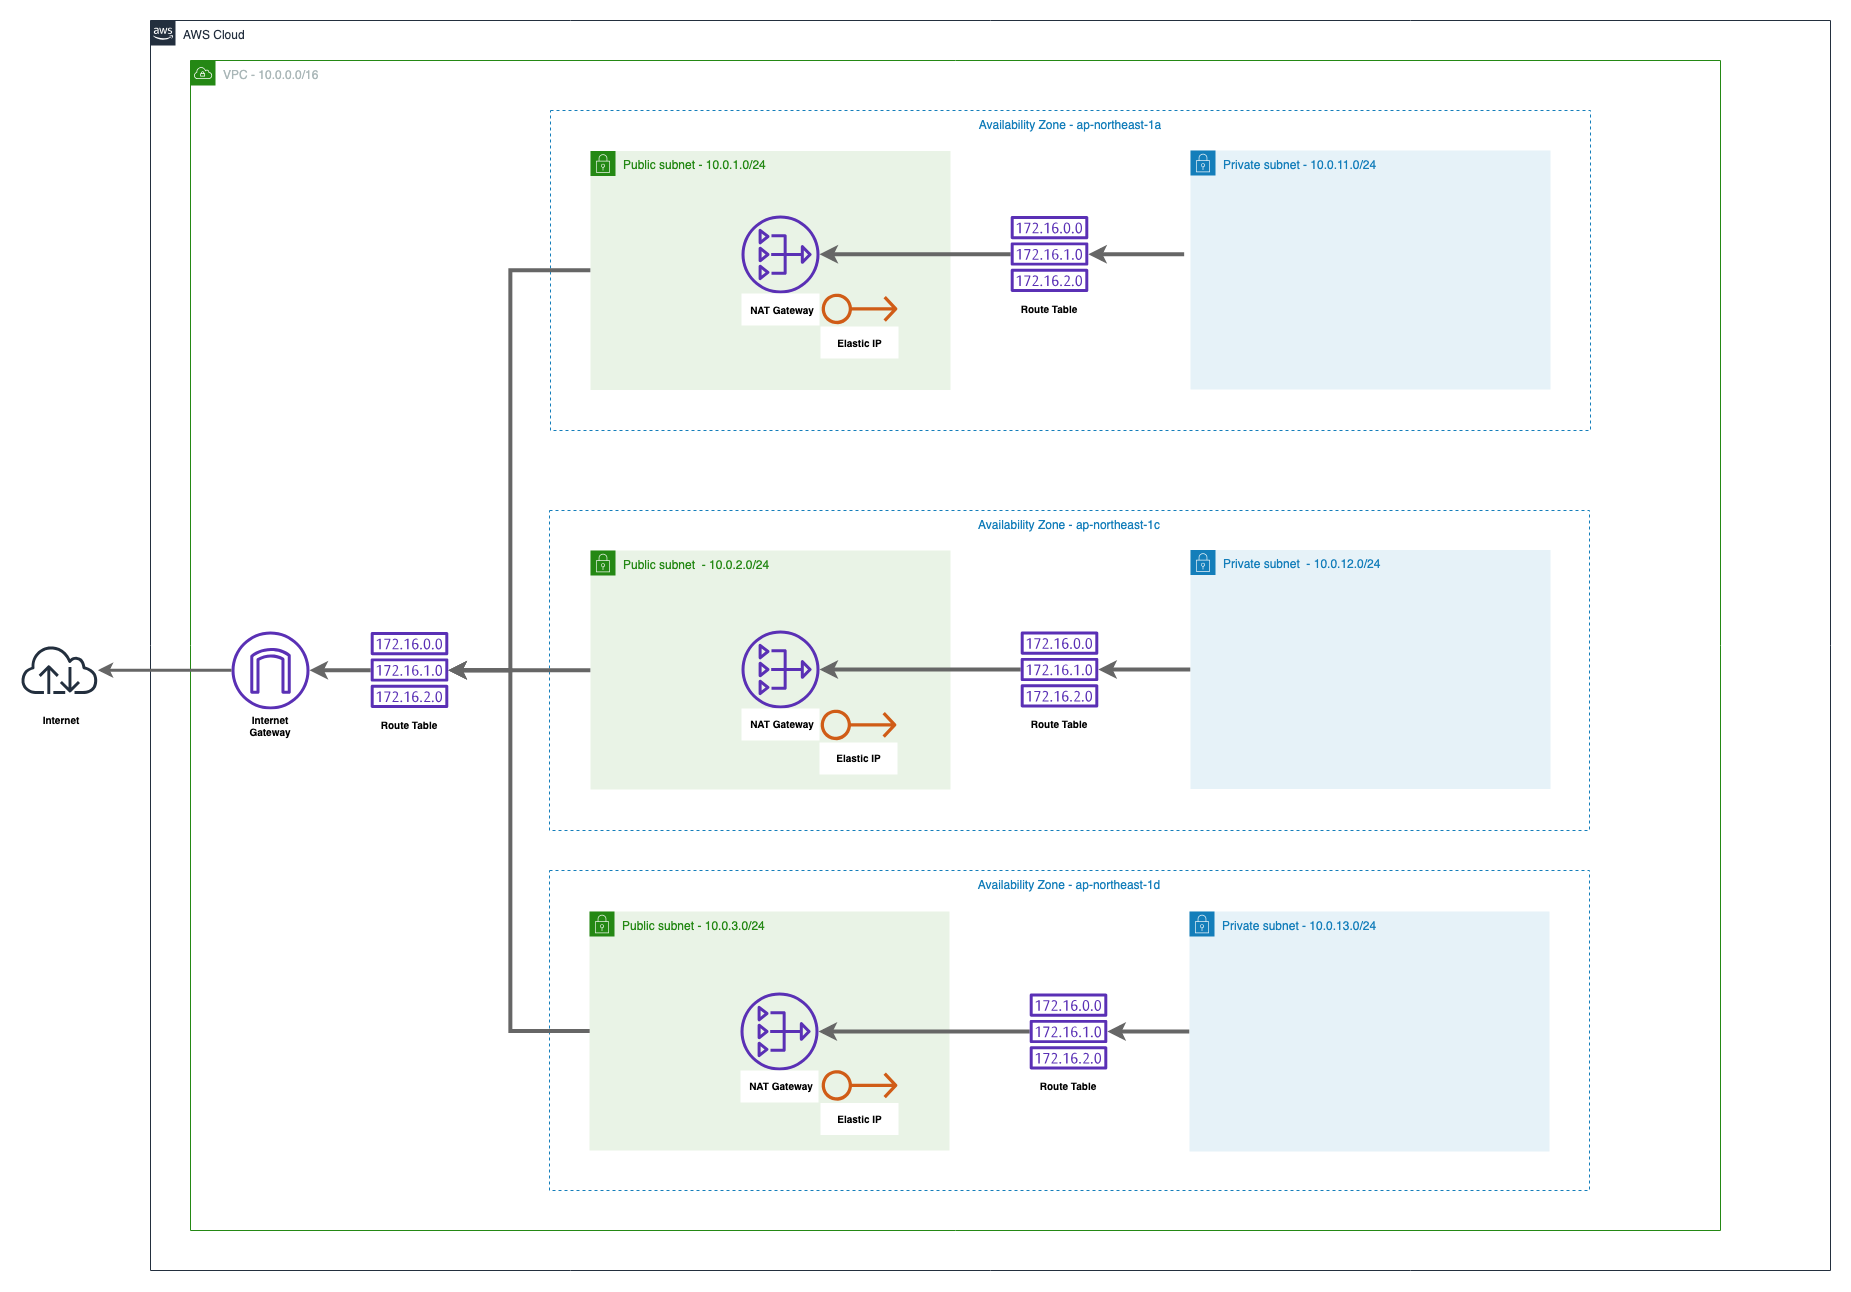 aws
AWS Cloud
VPC - 10.0.0.0/16
Availability Zone - ap-northeast-1a
Public subnet - 10.0.1.0/24
Private subnet - 10.0.11.0/24
172.16.0.0
172.16.1.0
172.16.2.0
Route Table
NAT Gateway
Elastic IP
Availability Zone - ap-northeast-1c
Public subnet  - 10.0.2.0/24
Private subnet  - 10.0.12.0/24
Internet
Internet
Gateway
172.16.0.0
172.16.1.0
172.16.2.0
Route Table
NAT Gateway
Elastic IP
172.16.0.0
172.16.1.0
172.16.2.0
Route Table
Availability Zone - ap-northeast-1d
Public subnet - 10.0.3.0/24
Private subnet - 10.0.13.0/24
NAT Gateway
Elastic IP
172.16.0.0
172.16.1.0
172.16.2.0
Route Table